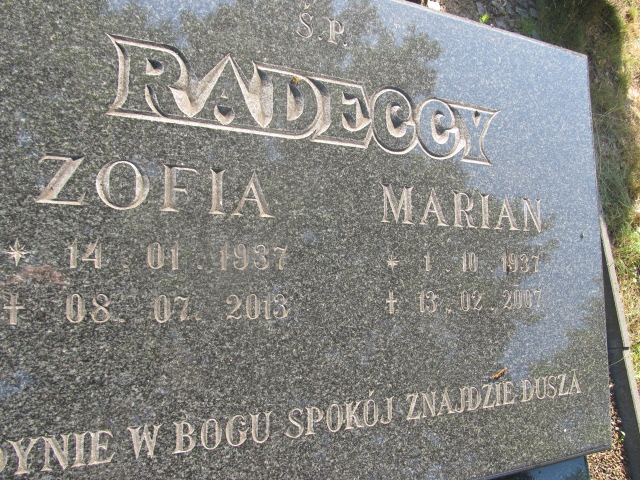 Ś.P.
RADECCY
ZOFIA MARIAN
* 14.01.1937 * 1.10.1937
† 08.07.2013 † 13.02.2007
W BOGU SPOKÓJ ZNAJDZIE DUSZA